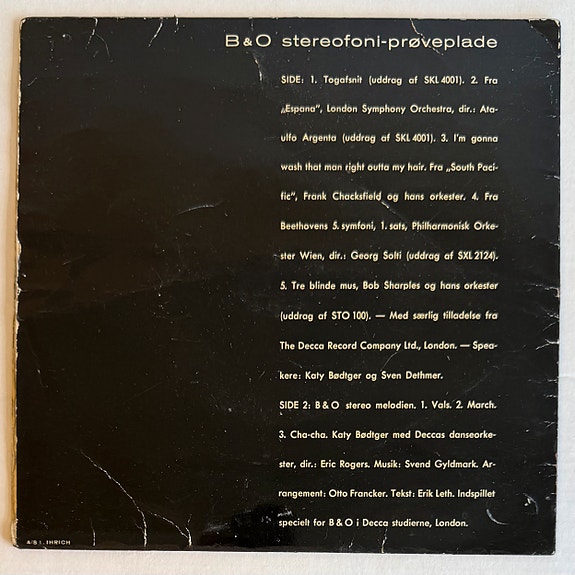 B & O stereofoni-prøveplade
SIDE: 1. Togafsnit (uddrag af SKL 4001). 2. Fra
„Espana”, London Symphony Orchestra, dir.: Ata-
ulfo Argenta (uddrag af SKL 4001). 3. I'm gonna
wash that man right outta my hair. Fra „South Paci-
fic”, Frank Chacksfield og hans orkester. 4. Fra
Beethovens 5. symfoni, 1. sats, Philharmonisk Orke-
ster Wien, dir.: Georg Solti (uddrag af SXL 2124).
5. Tre blinde mus, Bob Sharples og hans orkester
(uddrag af STO 100). — Med særlig tilladelse fra
The Decca Record Company Ltd., London. — Spea-
kere: Katy Bødtger og Sven Dethmer.
SIDE 2: B & O stereo melodien. 1. Vals. 2. March.
3. Cha-cha. Katy Bødtger med Deccas danseorke-
ster, dir.: Eric Rogers. Musik: Svend Gyldmark. Ar-
rangement: Otto Francker. Tekst: Erik Leth. Indspillet
specielt for B & O i Decca studierne, London.
A/S L. IHRICH